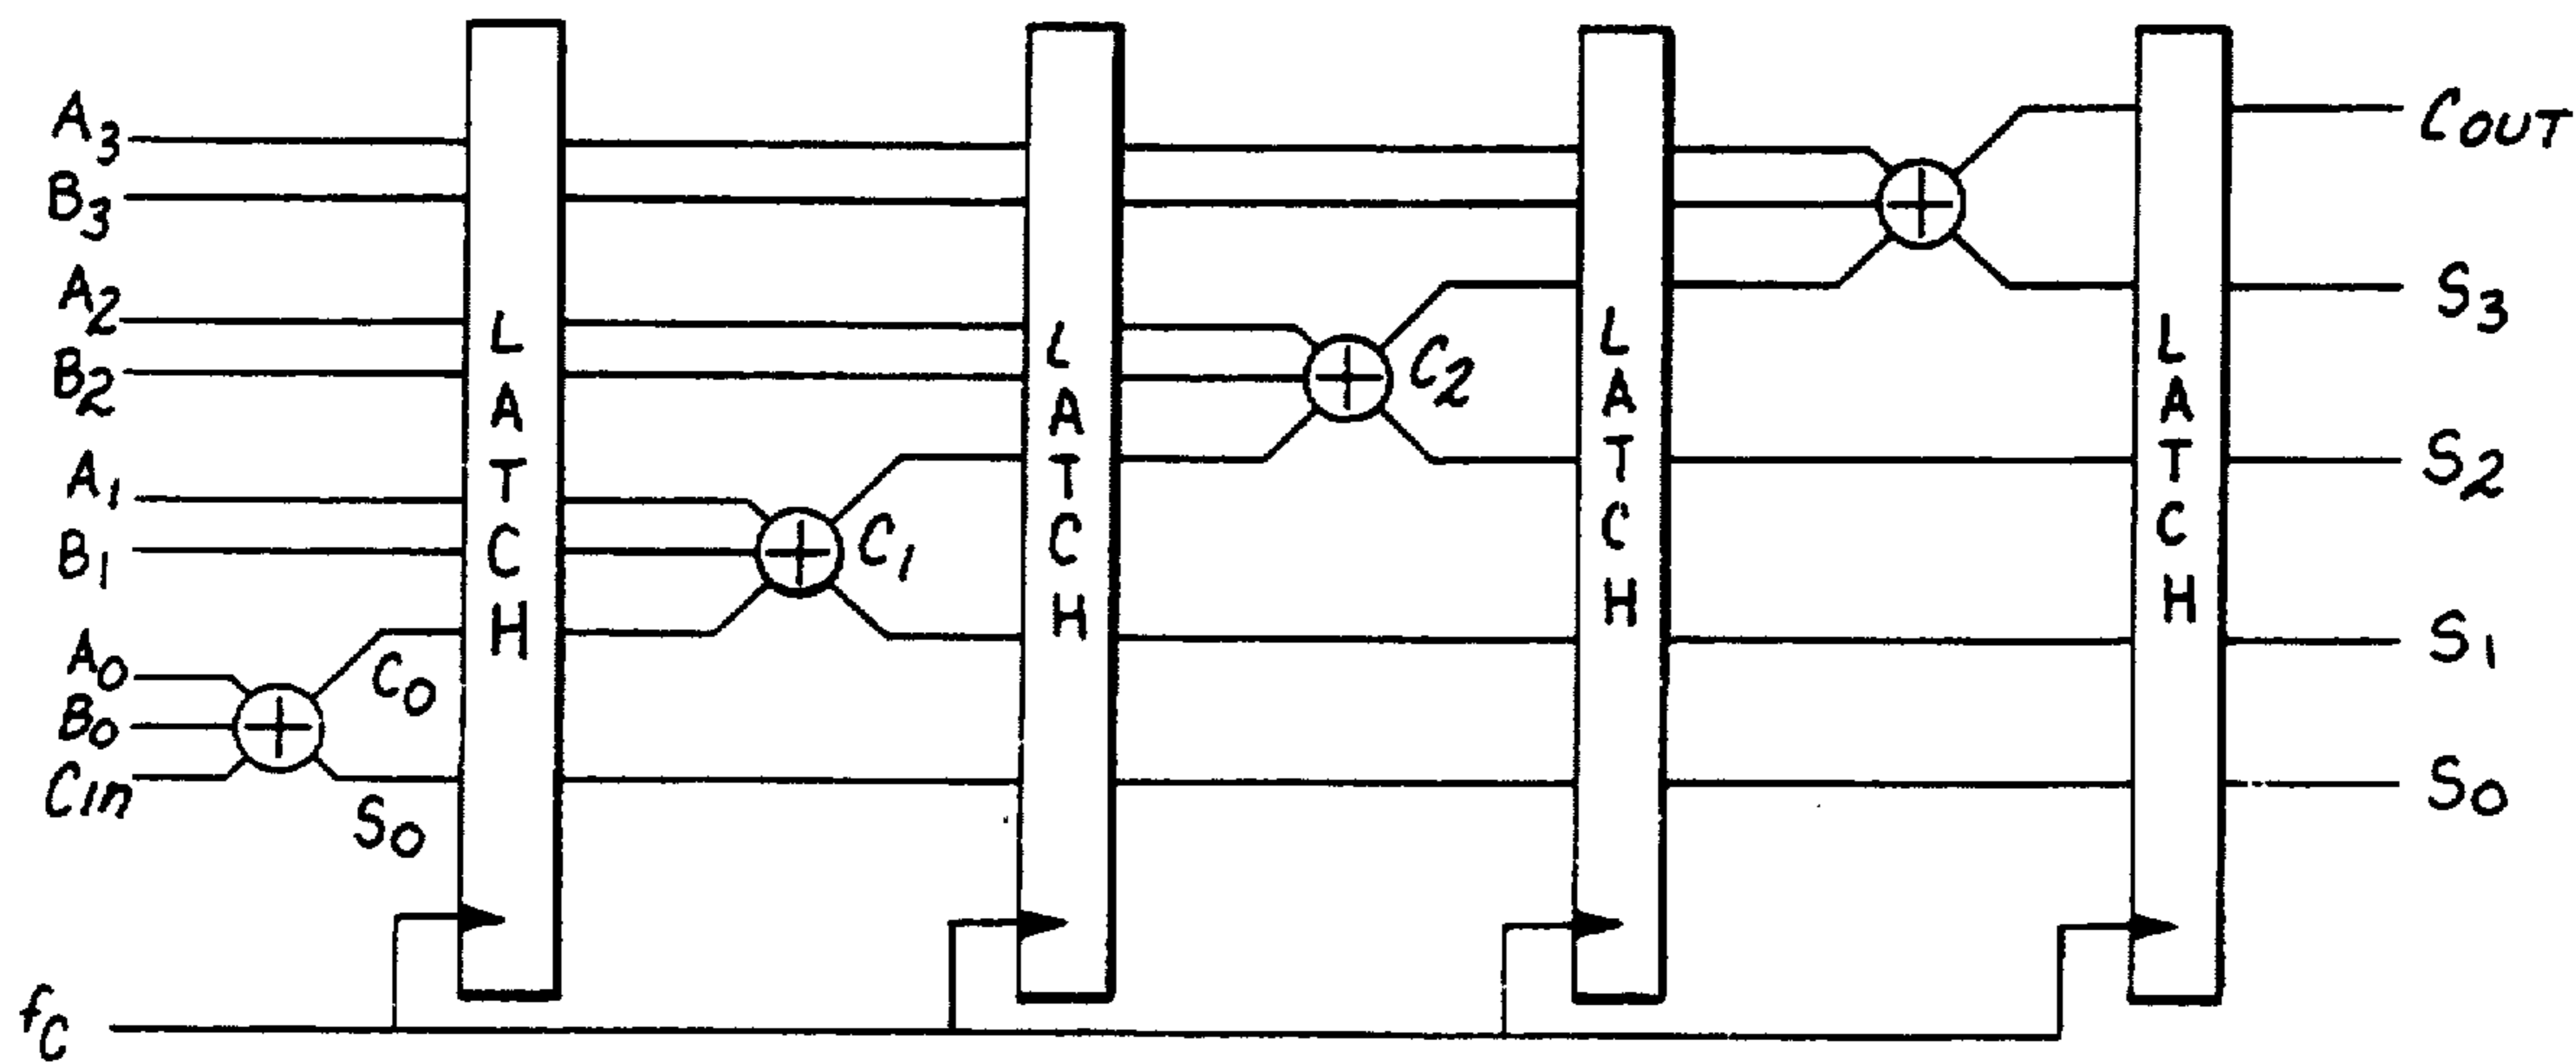 A3
B3
A2
B2
A1
B1
A0
B0
Cin
C0
S0
LATCH
C1
LATCH
C2
LATCH
LATCH
COUT
S3
S2
S1
S0
fC